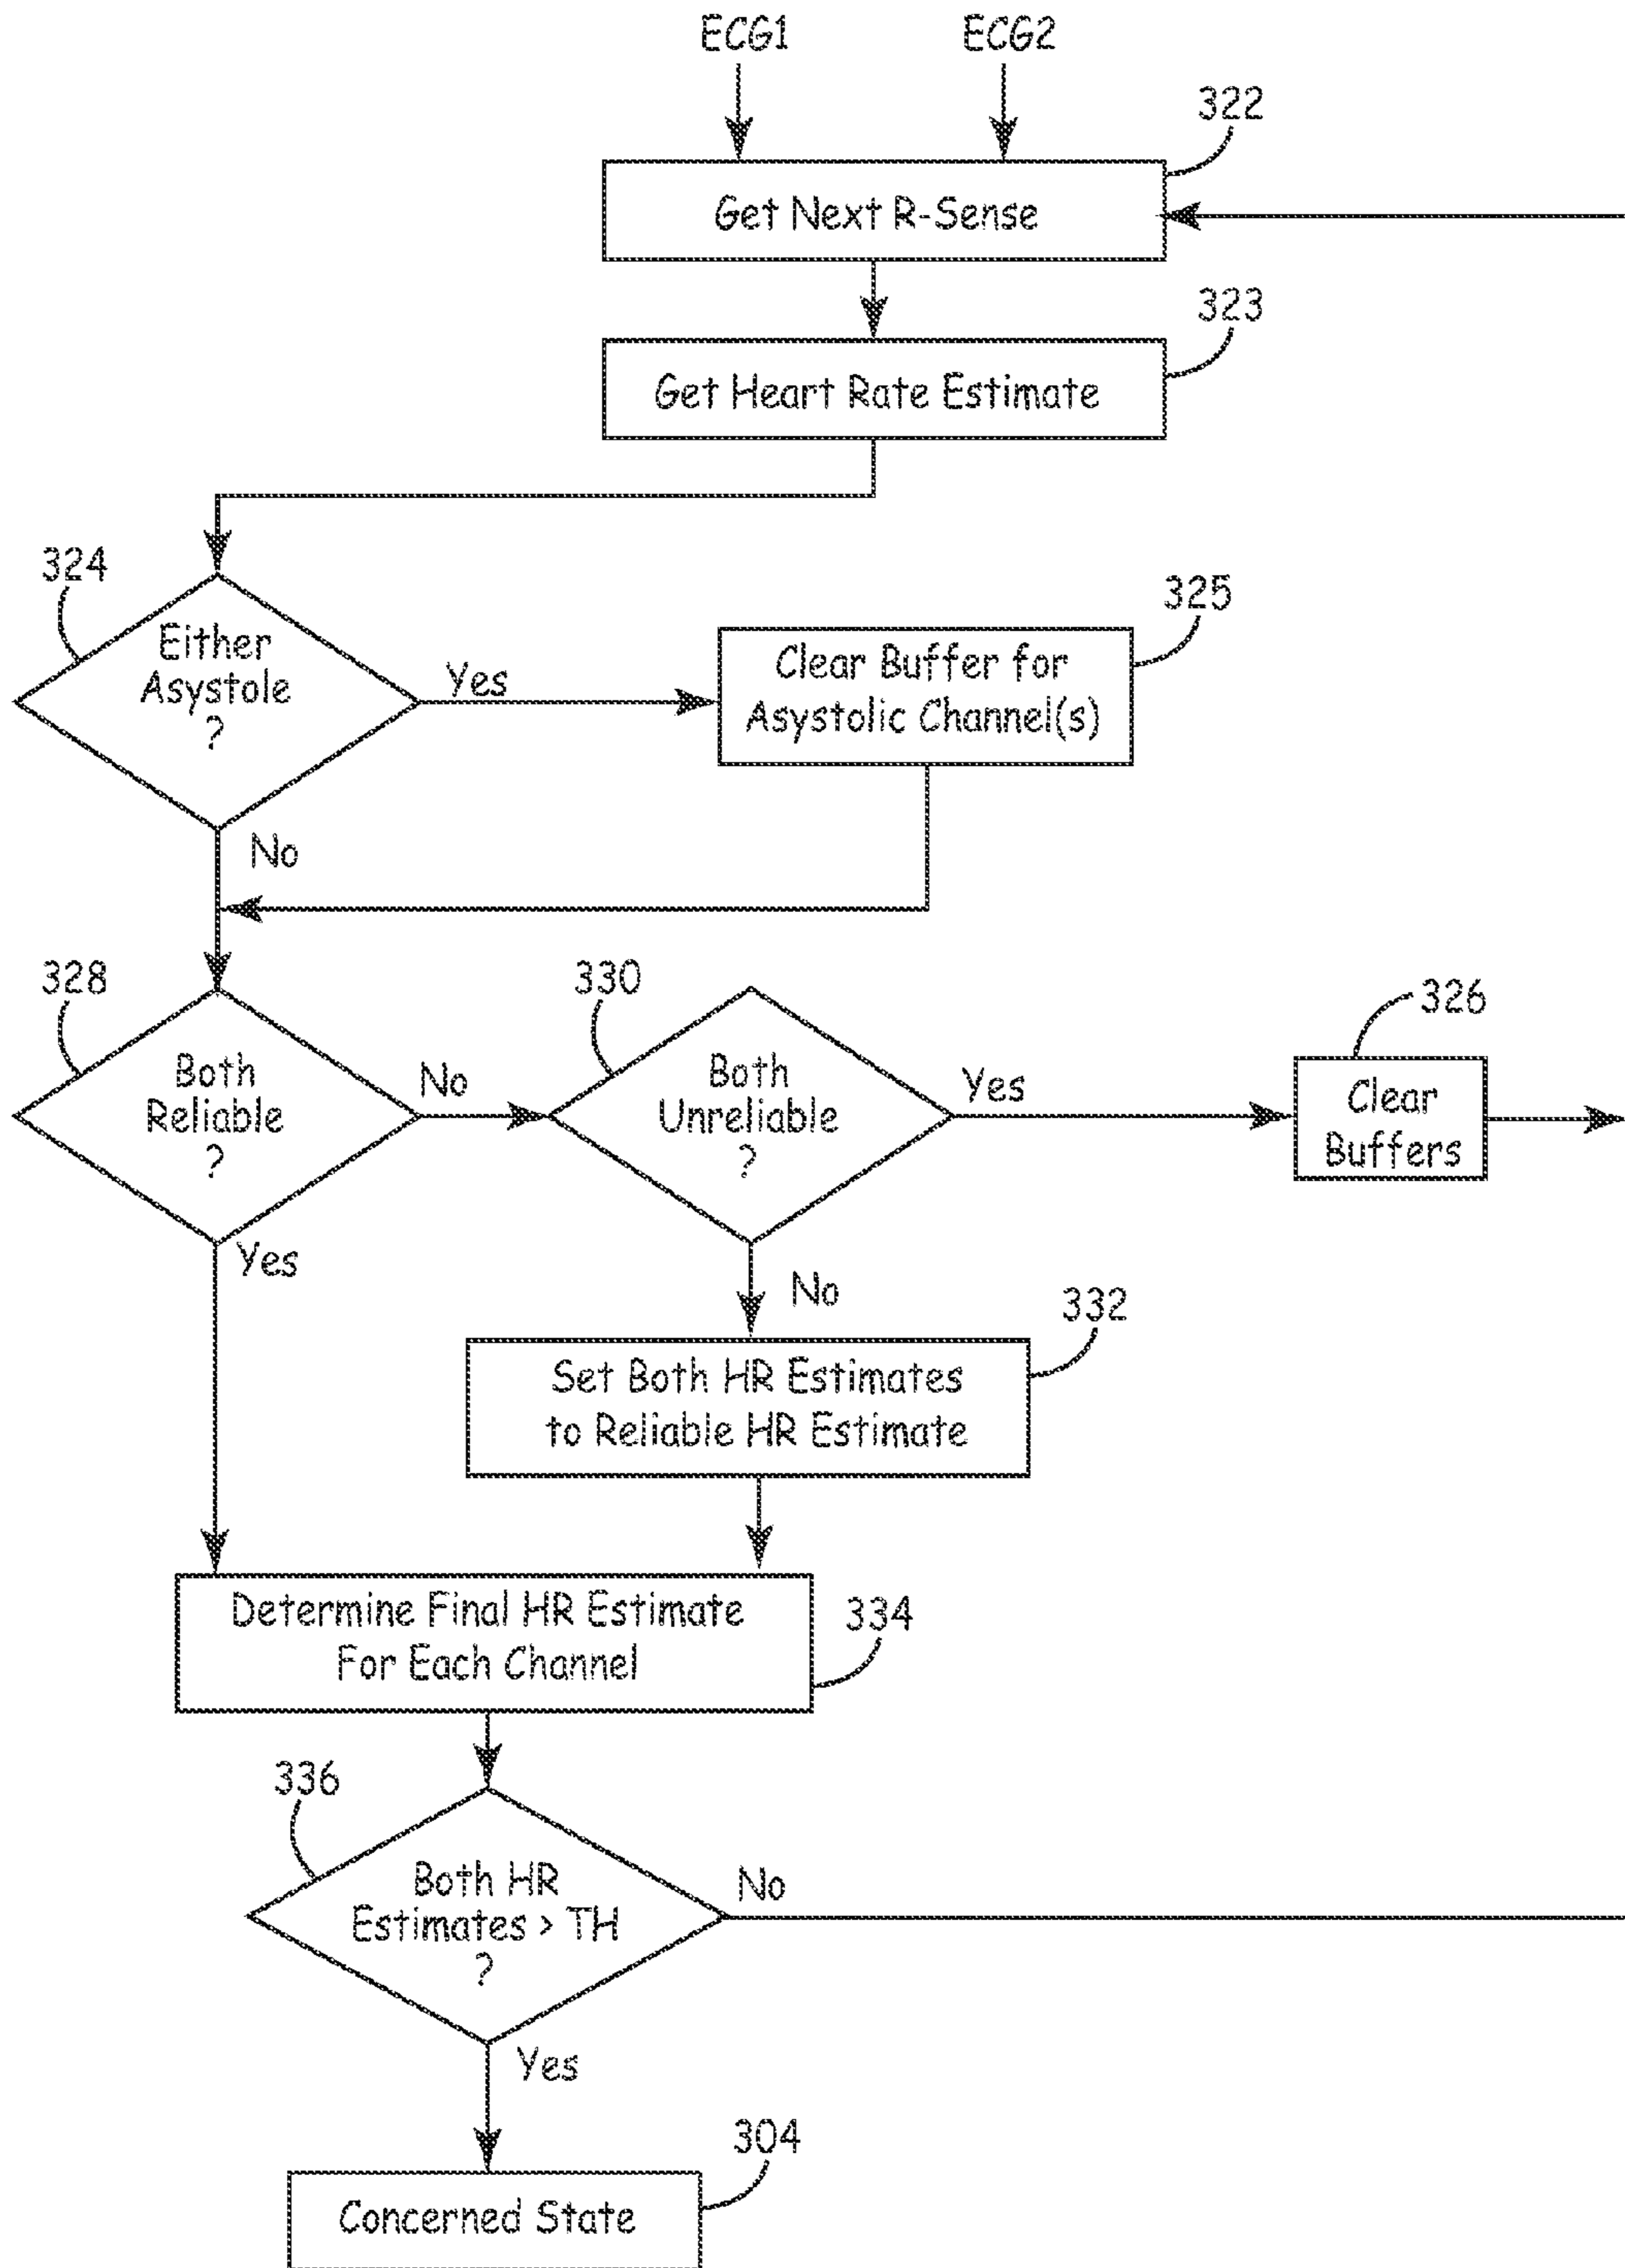 ECG1
ECG2
322
Get Next R-Sense
323
Get Heart Rate Estimate
324
Either
Asystole
?
Yes
325
Clear Buffer for
Asystolic Channel(s)
No
328
Both
Reliable
?
No
330
Both
Unreliable
?
Yes
326
Clear
Buffers
Yes
No
332
Set Both HR Estimates
to Reliable HR Estimate
Determine Final HR Estimate
For Each Channel
334
336
Both HR
Estimates > TH
?
No
Yes
304
Concerned State